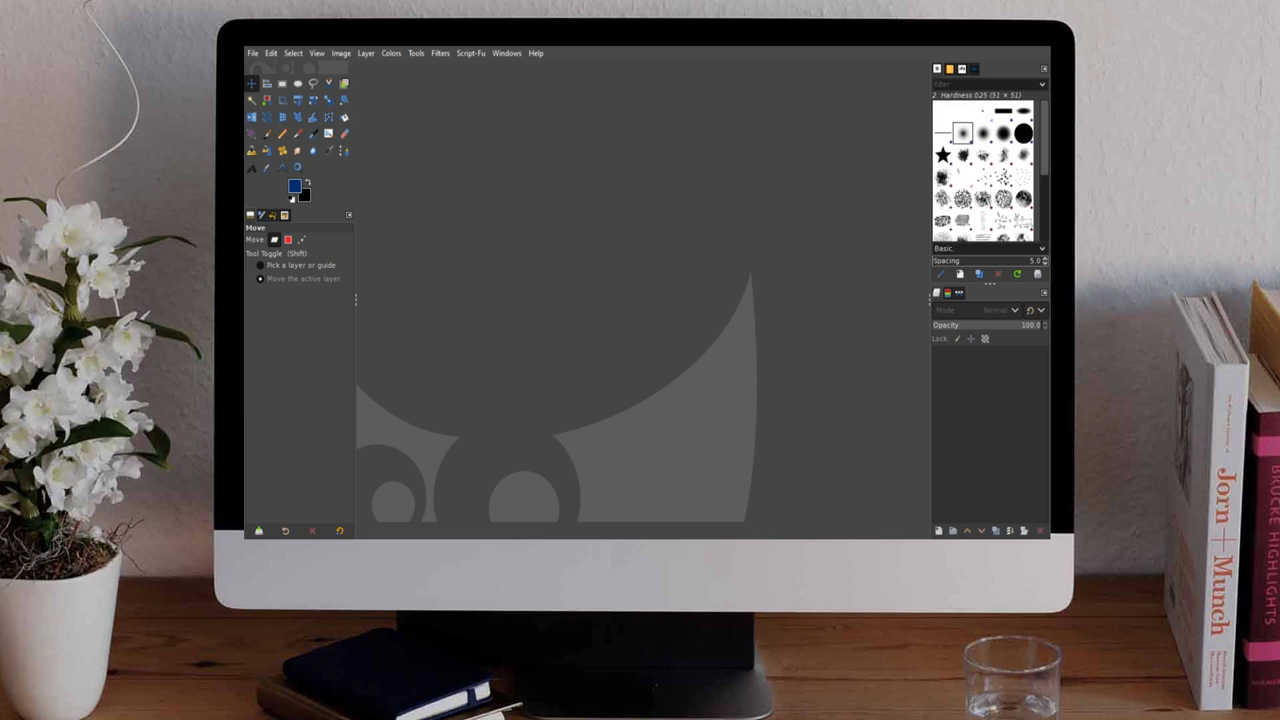 File Edit Select View Image Layer Colors Tools Filters Script-Fu Windows Help
Filter
2. Hardness 025 (51 × 51)
Move
Move:
Tool Toggle (Shift)
Pick a layer or guide
Move the active layer
Basic.
Spacing 5.0
Mode Normal
Opacity 100.0
Lock:
Jorn + Munch
BRÜCKE HIGHLIGHTS